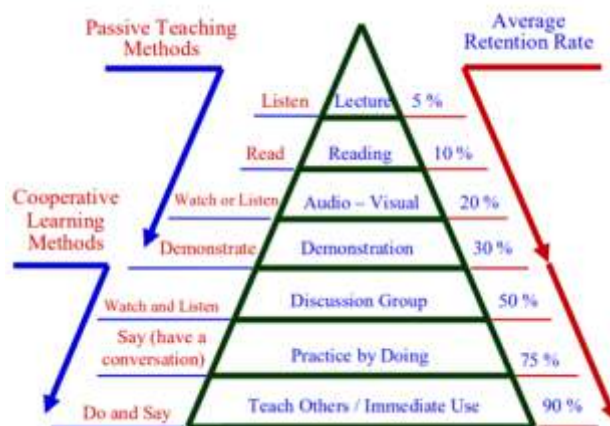 Passive Teaching
Methods
Average
Retention Rate
Listen Lecture 5 %
Read Reading 10 %
Watch or Listen Audio – Visual 20 %
Cooperative
Learning
Methods
Demonstrate Demonstration 30 %
Watch and Listen Discussion Group 50 %
Say (have a
conversation) Practice by Doing 75 %
Do and Say Teach Others / Immediate Use 90 %